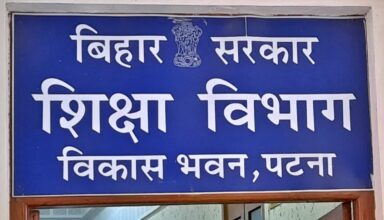 बिहार सरकार
शिक्षा विभाग
विकास भवन, पटना